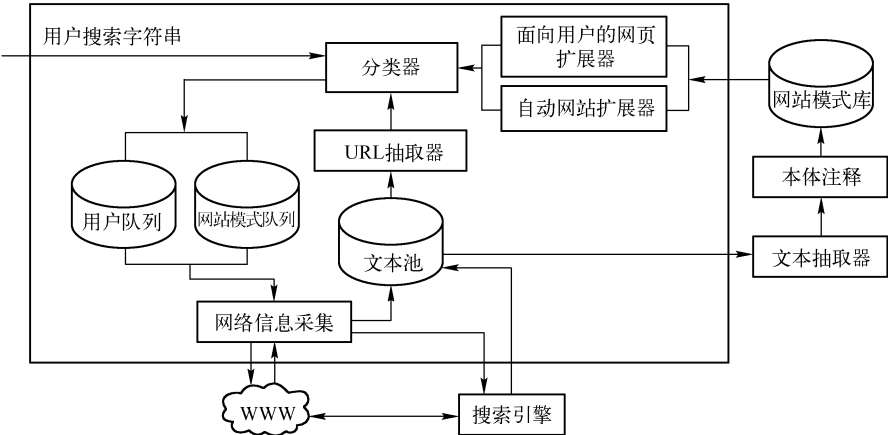 用户搜索字符串
分类器
面向用户的网页
扩展器
自动网站扩展器
网站模式库
URL抽取器
本体注释
用户队列
网站模式队列
文本池
文本抽取器
网络信息采集
WWW
搜索引擎